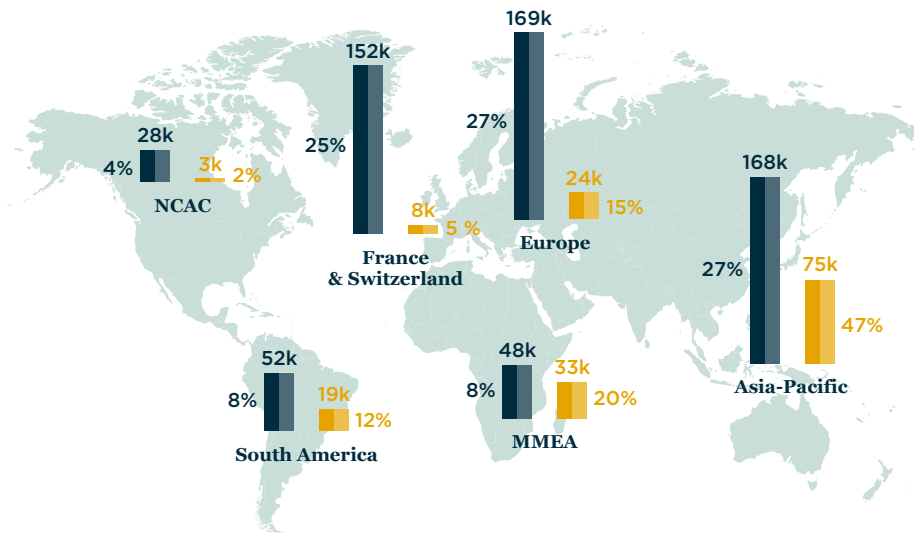 28k
4%
3k
2%
NCAC
152k
25%
8k
5 %
France
& Switzerland
169k
27%
24k
15%
Europe
168k
27%
75k
47%
Asia-Pacific
52k
8%
19k
12%
South America
48k
8%
33k
20%
MMEA